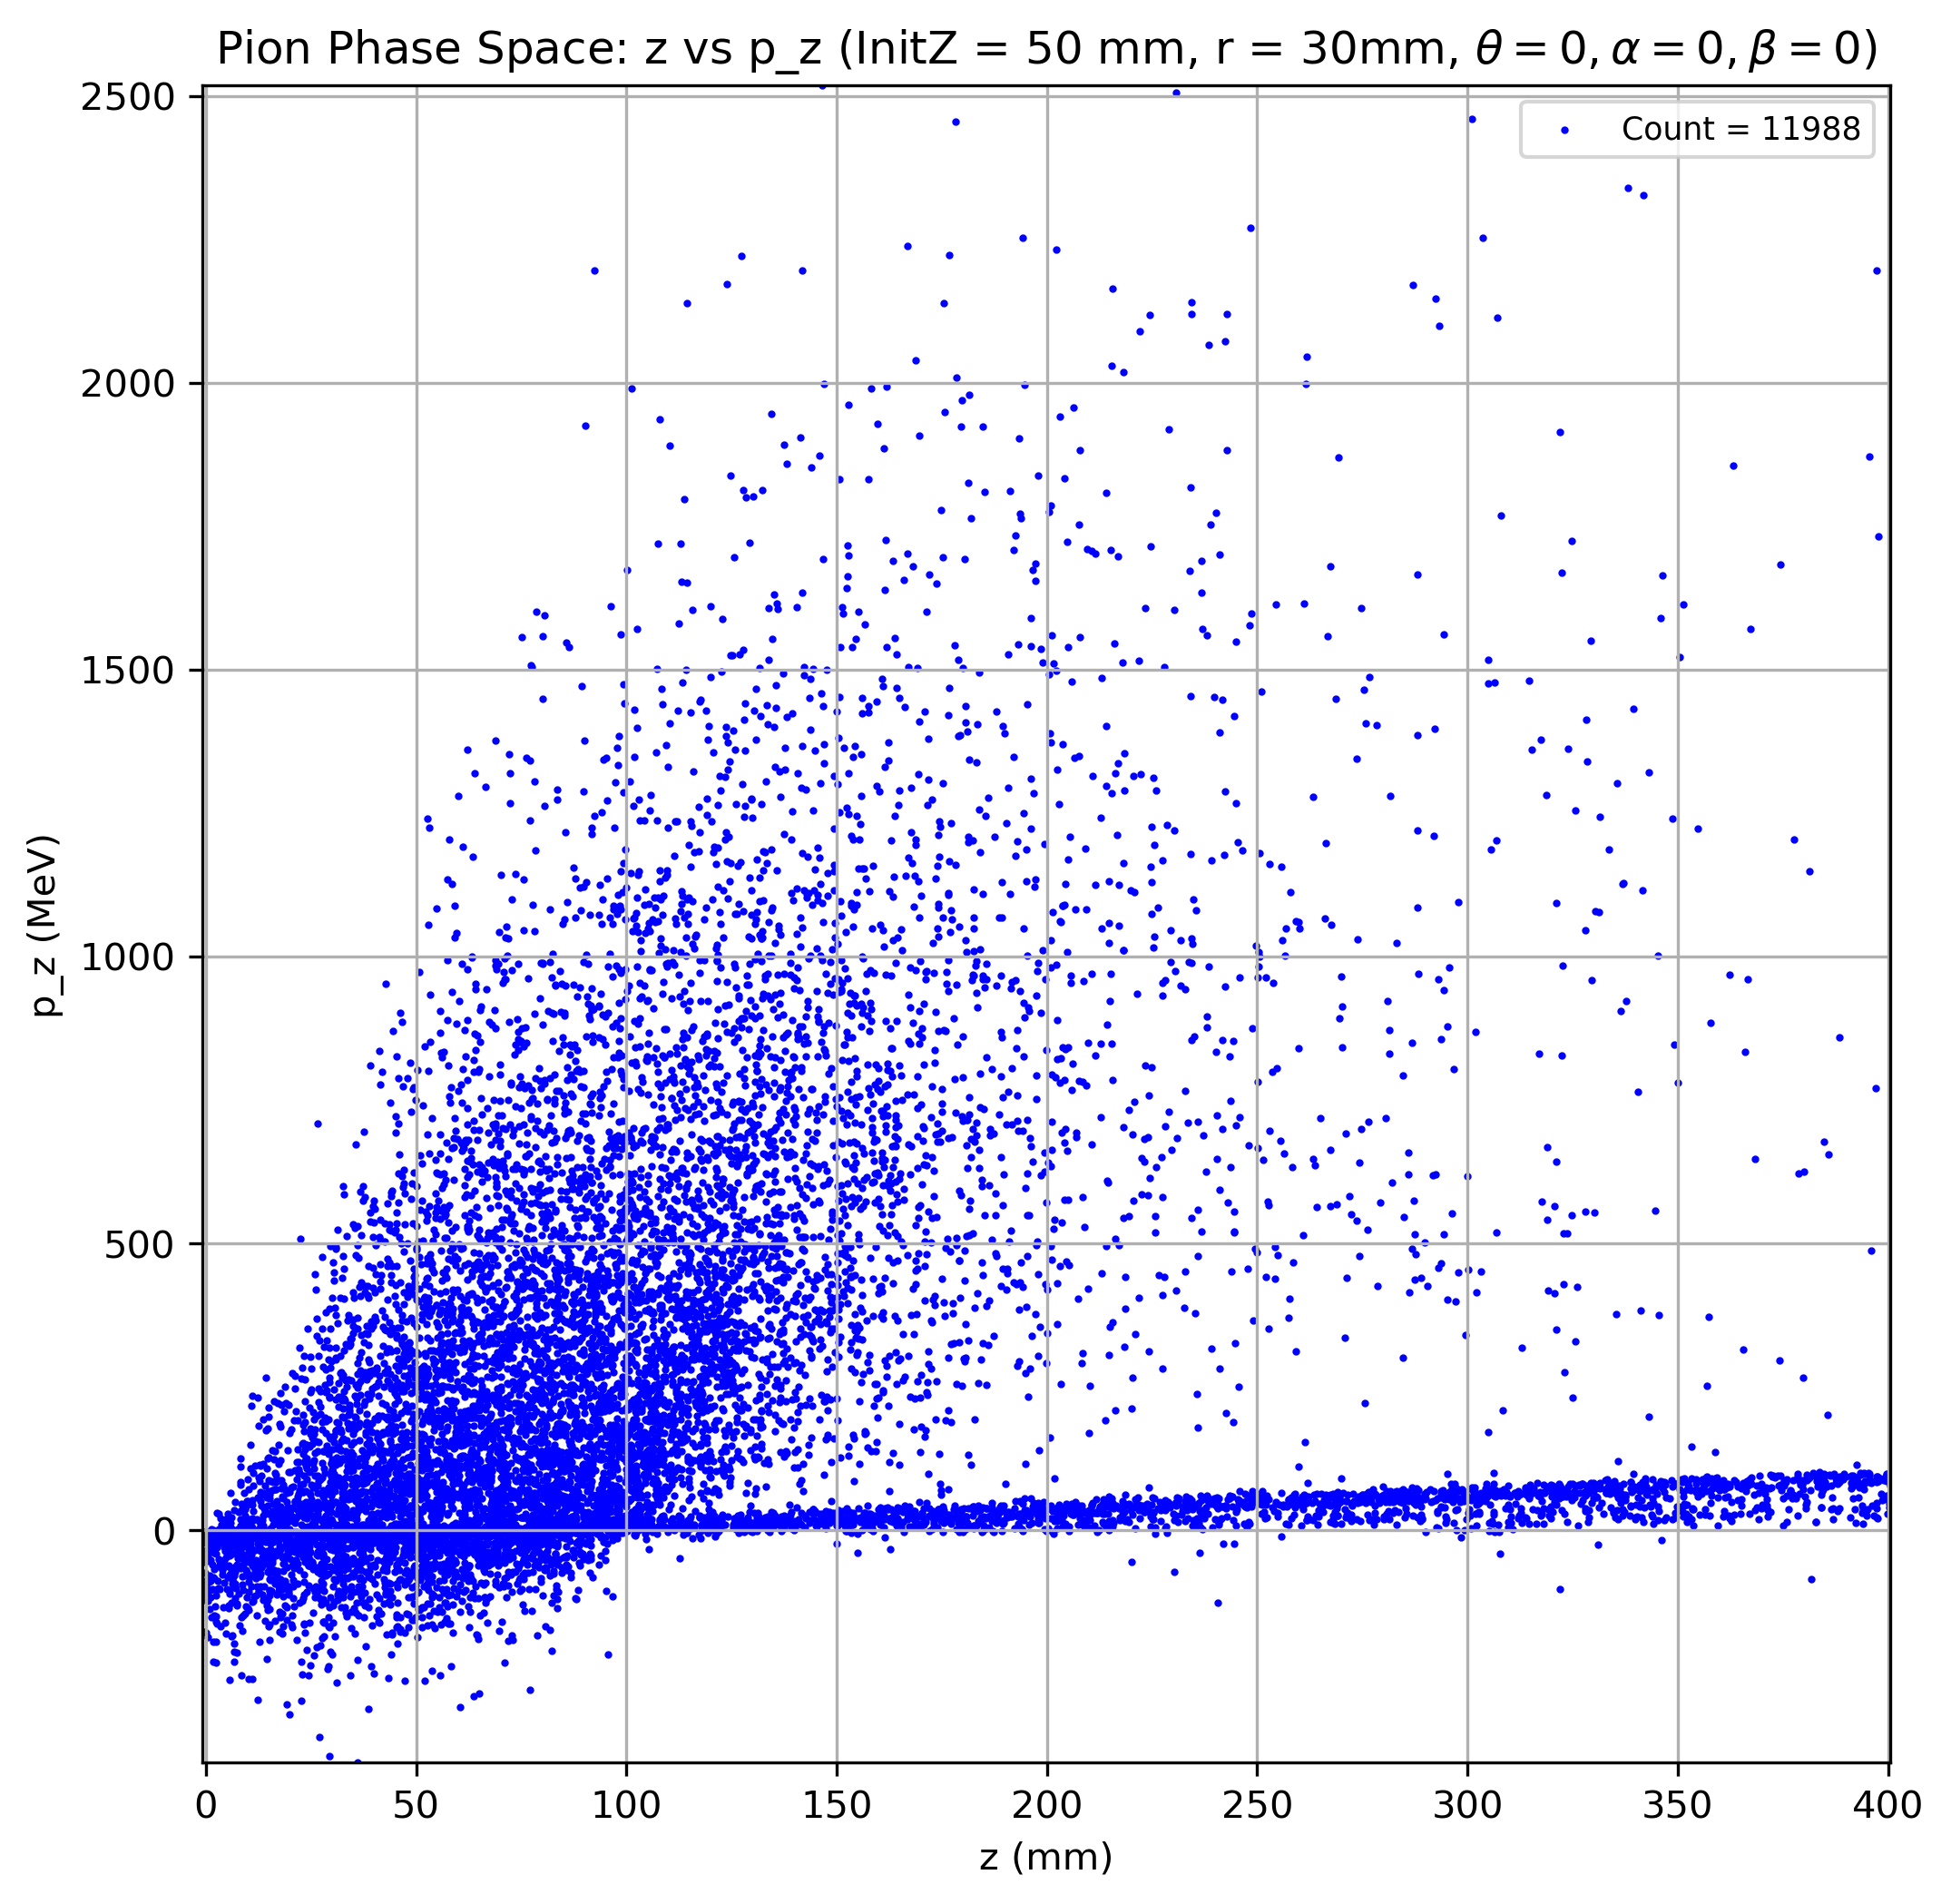 Pion Phase Space: z vs p_z (InitZ = 50 mm, r = 30mm, θ = 0, α = 0, β = 0)
Count = 11988
2500
2000
1500
1000
500
0
p_z (MeV)
0 50 100 150 200 250 300 350 400
z (mm)